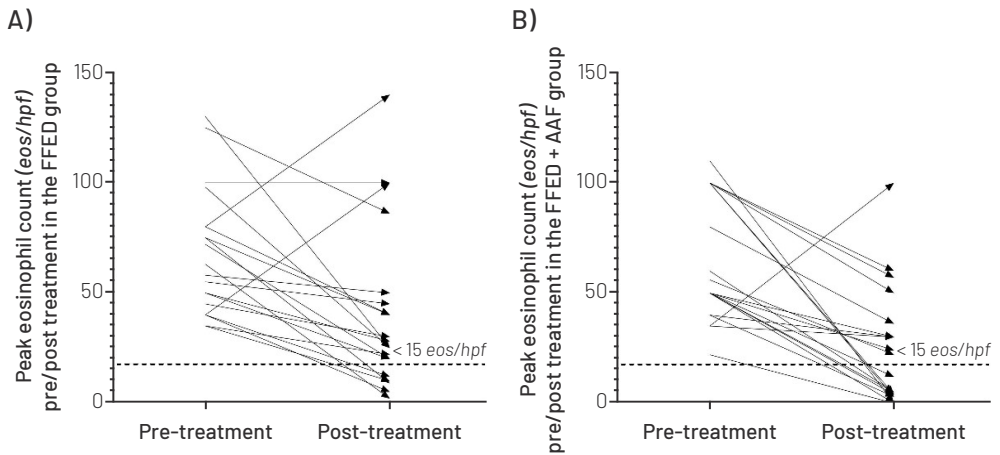 A)
Peak eosinophil count (eos/hpf)
pre/post treatment in the FFED group
150
100
50
0
< 15 eos/hpf
Pre-treatment
Post-treatment
B)
Peak eosinophil count (eos/hpf)
pre/post treatment in the FFED + AAF group
150
100
50
0
< 15 eos/hpf
Pre-treatment
Post-treatment